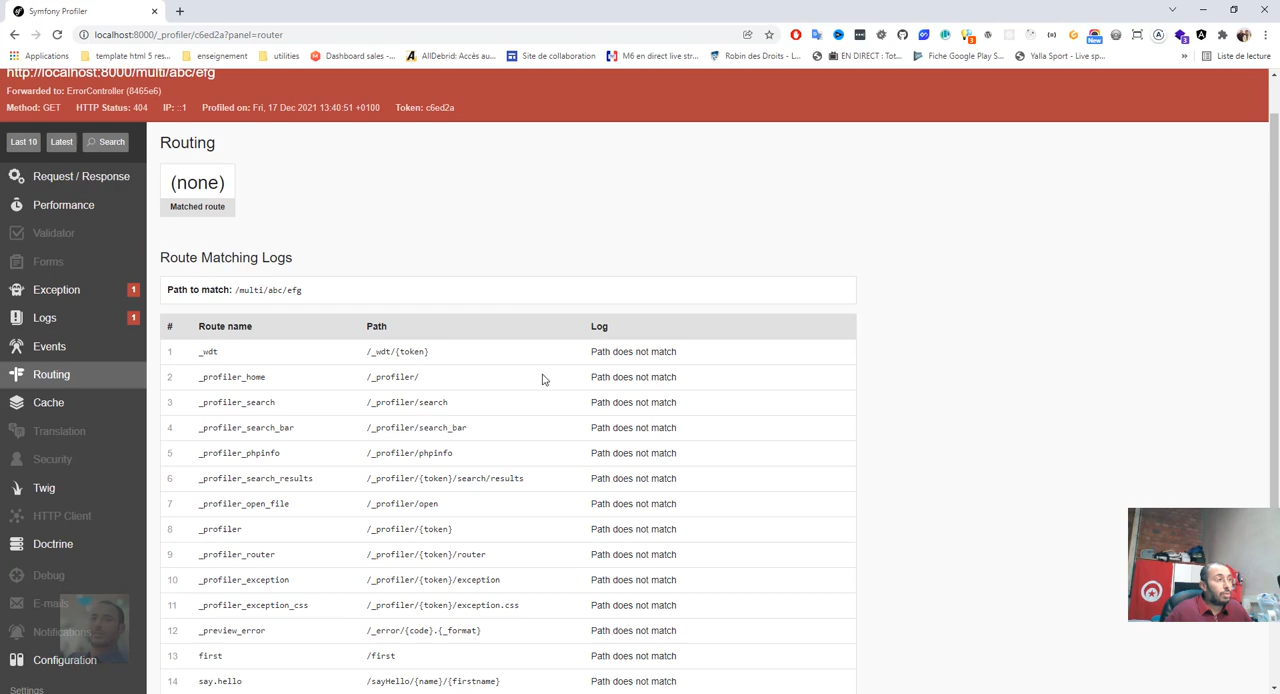 Symfony Profiler
localhost:8000/_profiler/c6ed2a?panel=router
Applications
template html 5 res...
enseignement
utilities
Dashboard sales -...
AllDebrid: Accès au...
Site de collaboration
M6 en direct live str...
Robin des Droits - L...
EN DIRECT : Tot...
Fiche Google Play S...
Yalla Sport - Live sp...
»
Liste de lecture
http://localhost:8000/multi/abc/efg
Forwarded to: ErrorController (8465e6)
Method: GET HTTP Status: 404 IP: ::1 Profiled on: Fri, 17 Dec 2021 13:40:51 +0100 Token: c6ed2a
Last 10 Latest Search
Request / Response
Performance
Validator
Forms
Exception 1
Logs 1
Events
Routing
Cache
Translation
Security
Twig
HTTP Client
Doctrine
Debug
E-mails
Notifications
Configuration
Settings
Routing
(none)
Matched route
Route Matching Logs
Path to match: /multi/abc/efg
# Route name Path Log
1 _wdt /_wdt/{token} Path does not match
2 _profiler_home /_profiler/ Path does not match
3 _profiler_search /_profiler/search Path does not match
4 _profiler_search_bar /_profiler/search_bar Path does not match
5 _profiler_phpinfo /_profiler/phpinfo Path does not match
6 _profiler_search_results /_profiler/{token}/search/results Path does not match
7 _profiler_open_file /_profiler/open Path does not match
8 _profiler /_profiler/{token} Path does not match
9 _profiler_router /_profiler/{token}/router Path does not match
10 _profiler_exception /_profiler/{token}/exception Path does not match
11 _profiler_exception_css /_profiler/{token}/exception.css Path does not match
12 _preview_error /_error/{code}.{_format} Path does not match
13 first /first Path does not match
14 say.hello /sayHello/{name}/{firstname} Path does not match